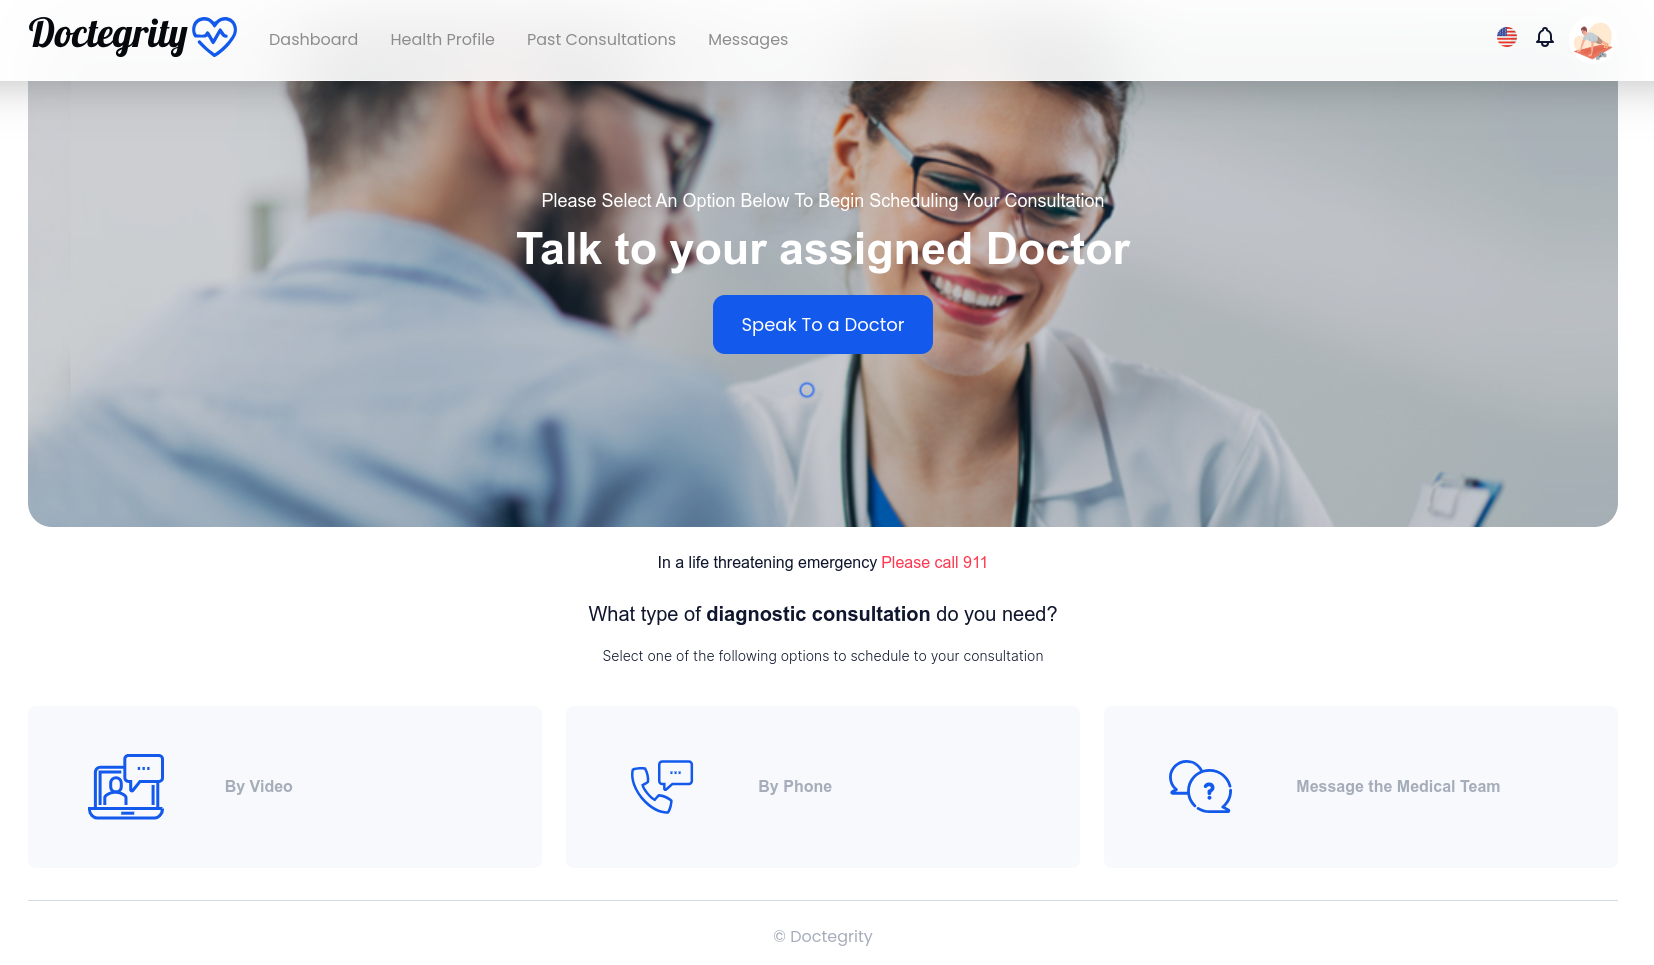 Doctegrity
Dashboard
Health Profile
Past Consultations
Messages
Please Select An Option Below To Begin Scheduling Your Consultation
Talk to your assigned Doctor
Speak To a Doctor
In a life threatening emergency Please call 911
What type of diagnostic consultation do you need?
Select one of the following options to schedule to your consultation
By Video
By Phone
?
Message the Medical Team
© Doctegrity